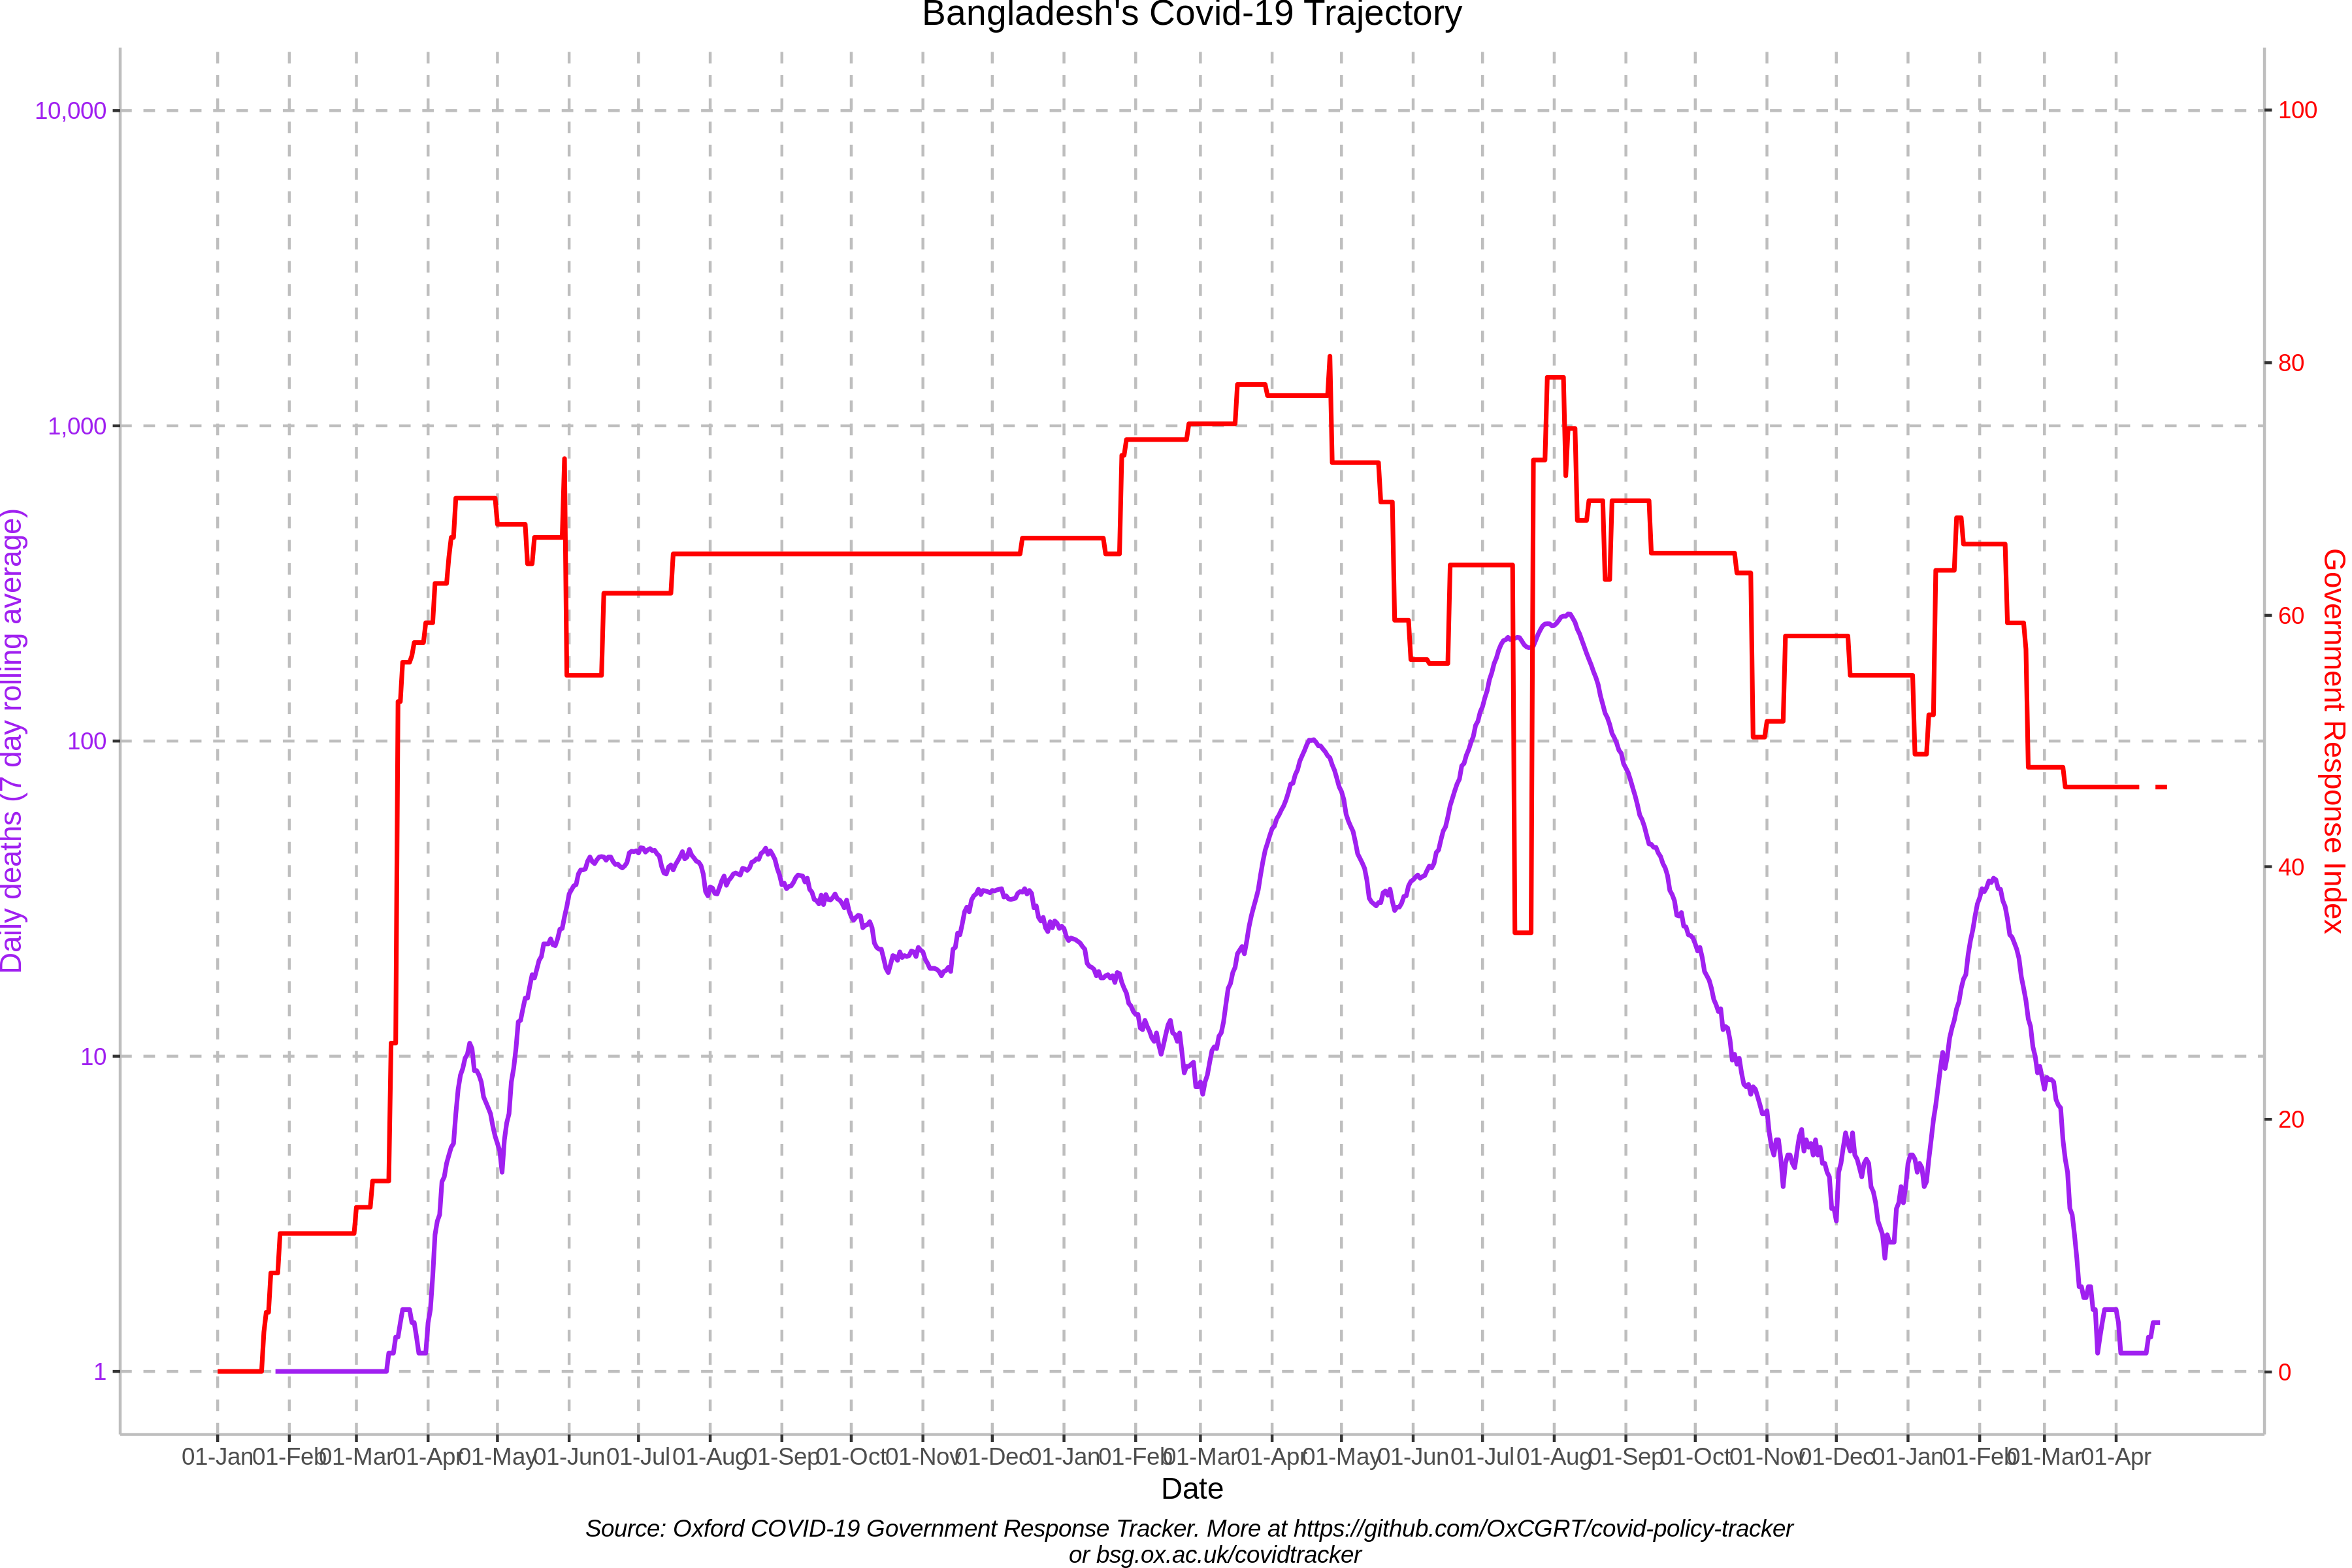 Bangladesh's Covid-19 Trajectory
10,000
1,000
100
10
1
Daily deaths (7 day rolling average)
100
80
60
40
20
0
Government Response Index
01-Jan 01-Feb 01-Mar 01-Apr 01-May 01-Jun 01-Jul 01-Aug 01-Sep 01-Oct 01-Nov 01-Dec 01-Jan 01-Feb 01-Mar 01-Apr 01-May 01-Jun 01-Jul 01-Aug 01-Sep 01-Oct 01-Nov 01-Dec 01-Jan 01-Feb 01-Mar 01-Apr
Date
Source: Oxford COVID-19 Government Response Tracker. More at https://github.com/OxCGRT/covid-policy-tracker
or bsg.ox.ac.uk/covidtracker